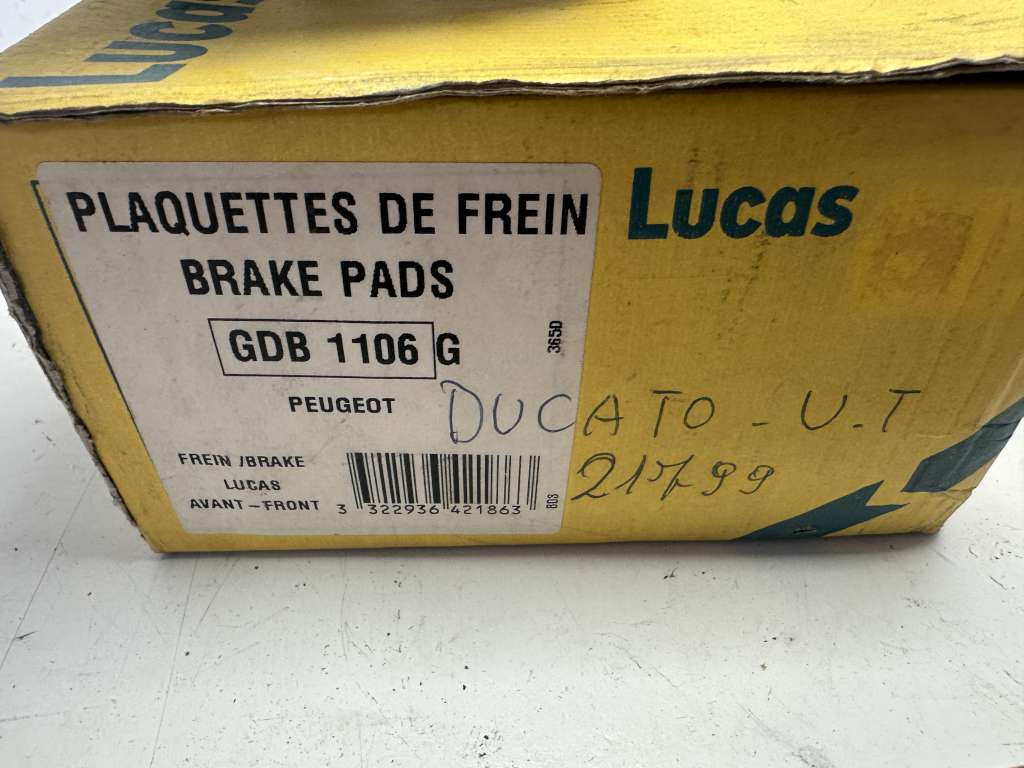 Lucas
PLAQUETTES DE FREIN
Lucas
BRAKE PADS
GDB 1106 G
365D
PEUGEOT
DUCATO - U.T
21799
FREIN /BRAKE
LUCAS
AVANT-FRONT
3 322936 421863
BDS